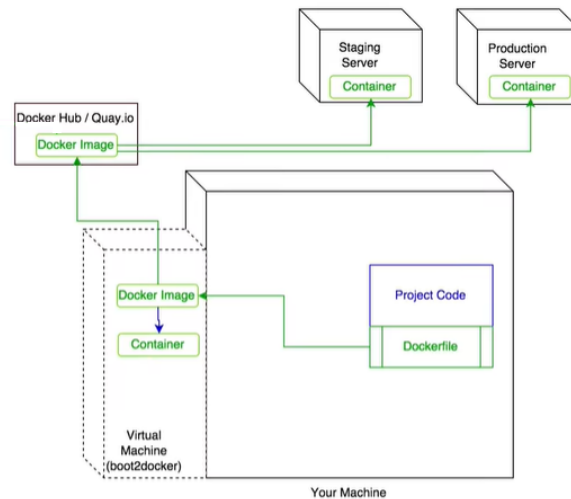 Staging
Server
Container
Production
Server
Container
Docker Hub / Quay.io
Docker Image
Docker Image
Container
Project Code
Dockerfile
Virtual
Machine
(boot2docker)
Your Machine